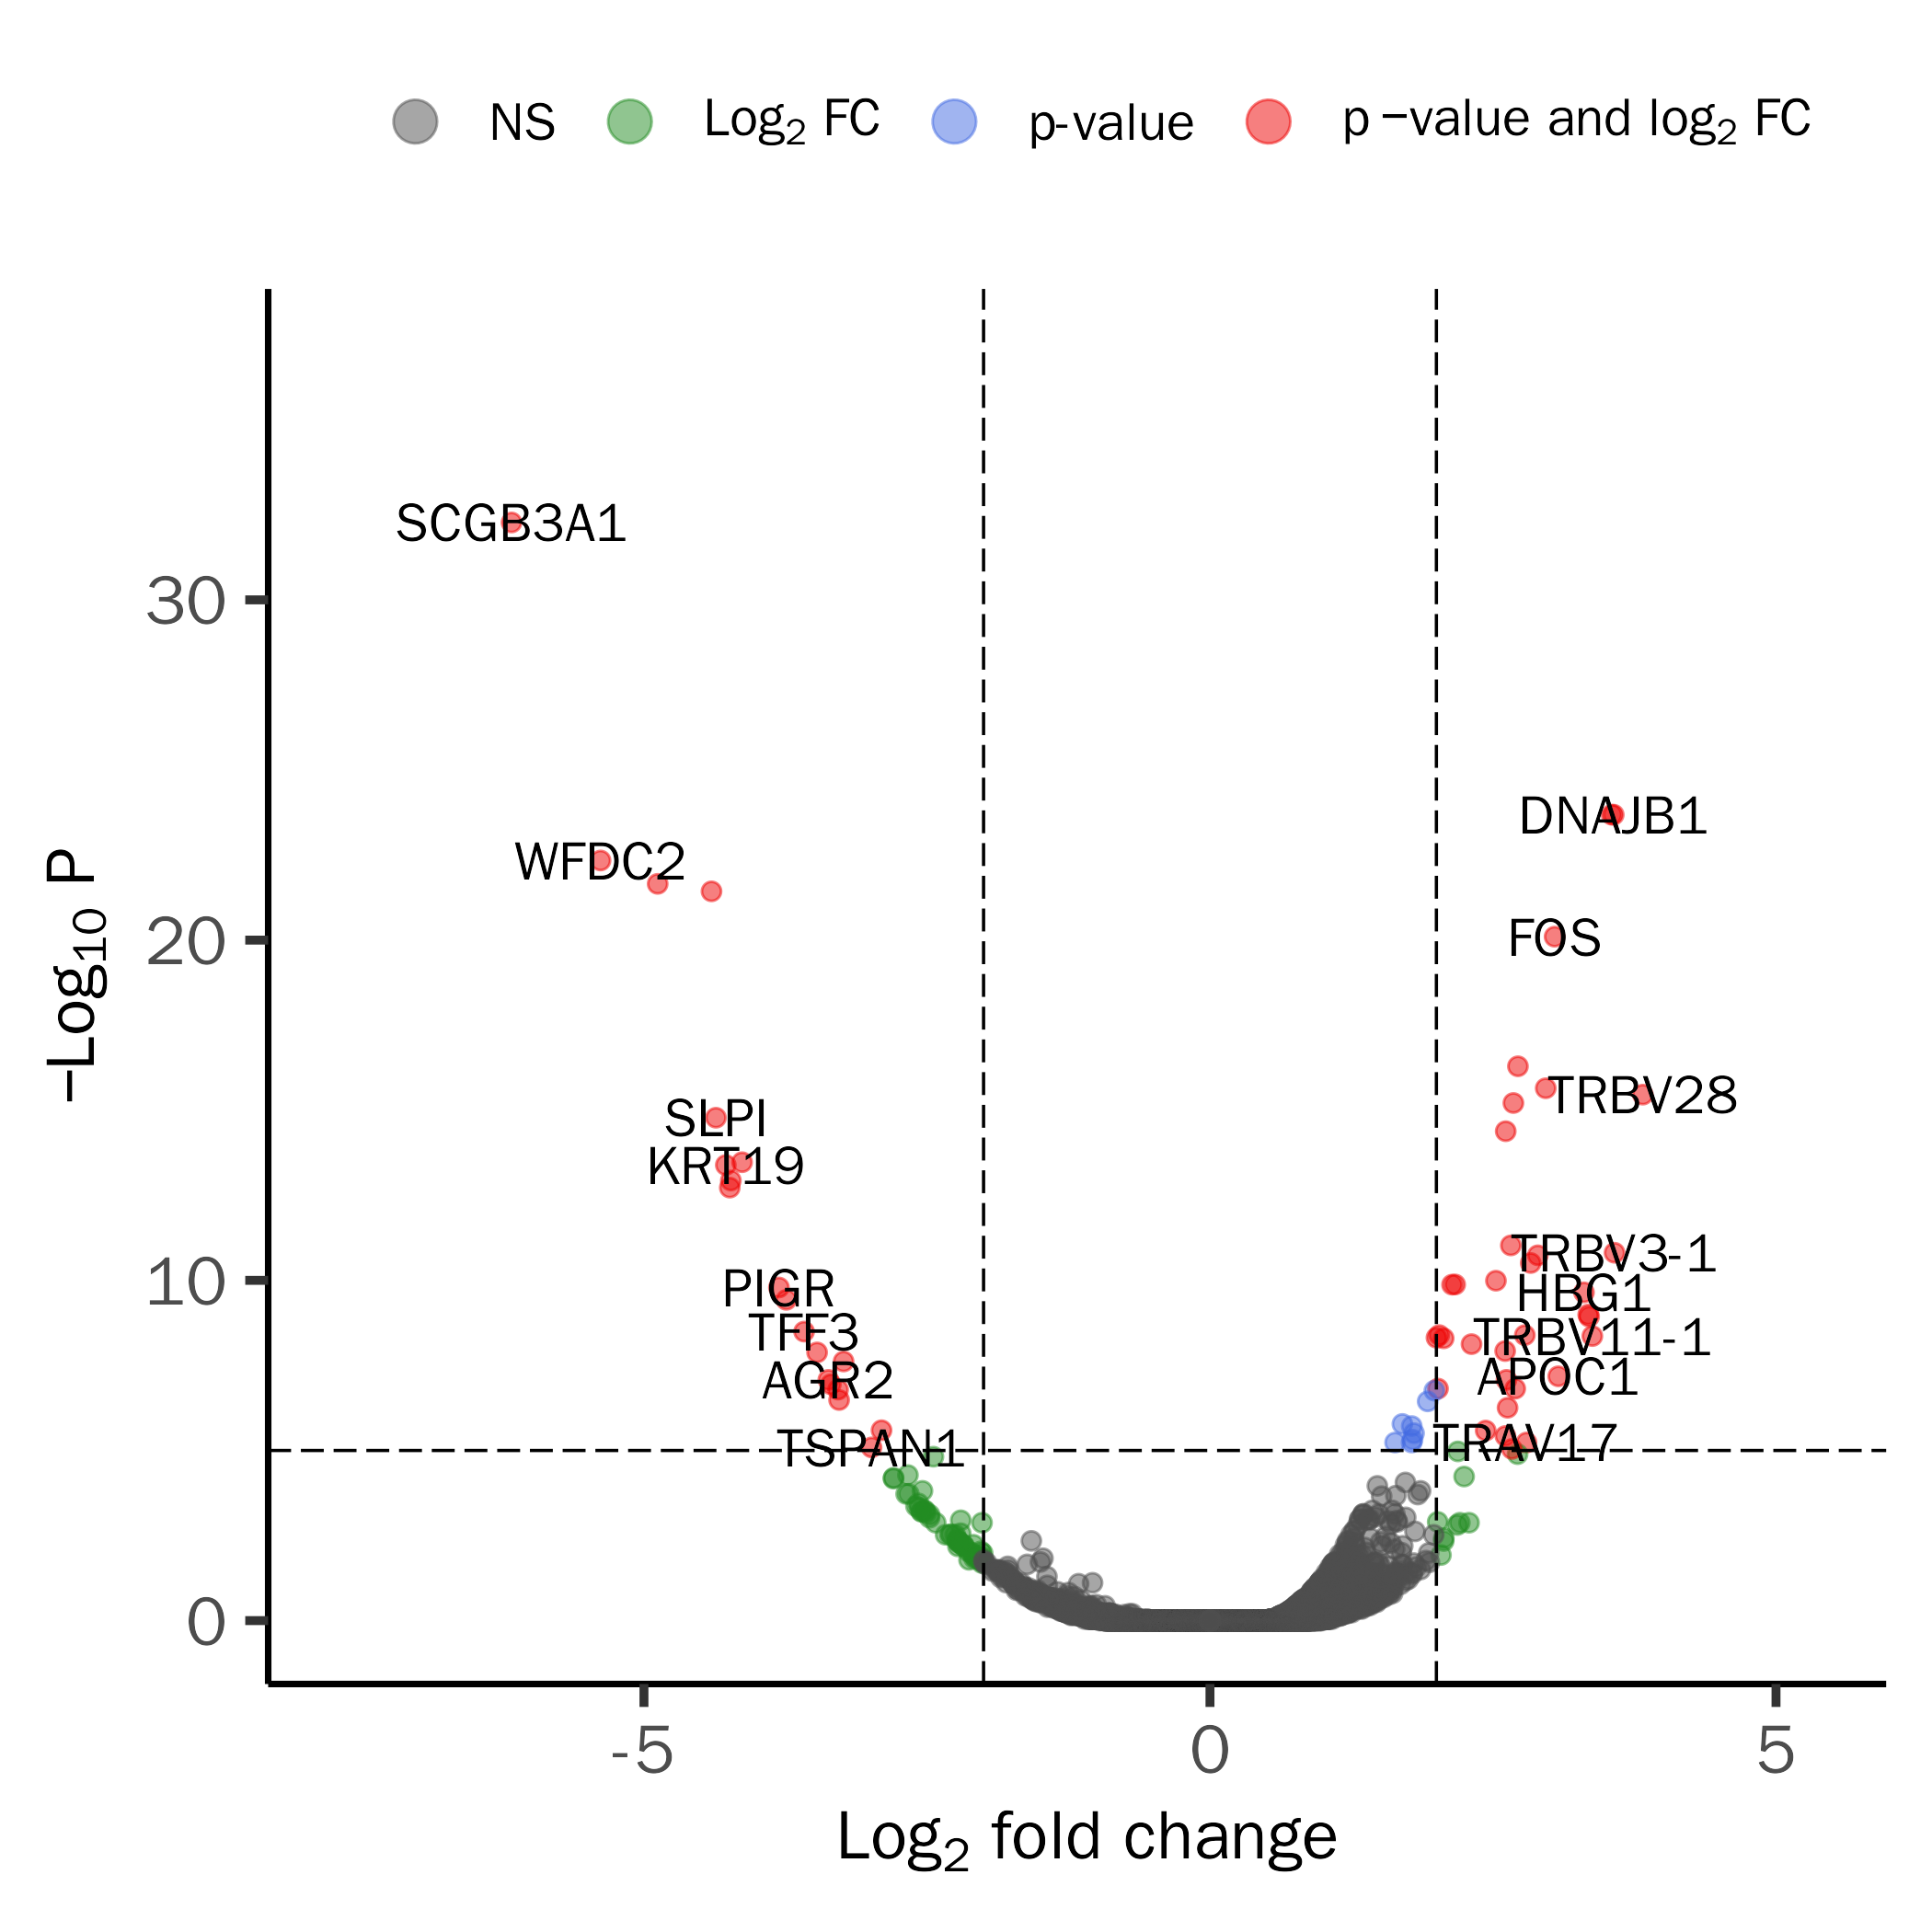 NS Log2 FC p-value p −value and log2 FC
SCGB3A1
30
DNAJB1
WFDC2
20
FOS
−Log10 P
TRBV28
SLPI
KRT19
TRBV3-1
10
PIGR
HBG1
TFF3
TRBV11-1
AGR2
APOC1
TSPAN1
TRAV17
0
-5 0 5
Log2 fold change